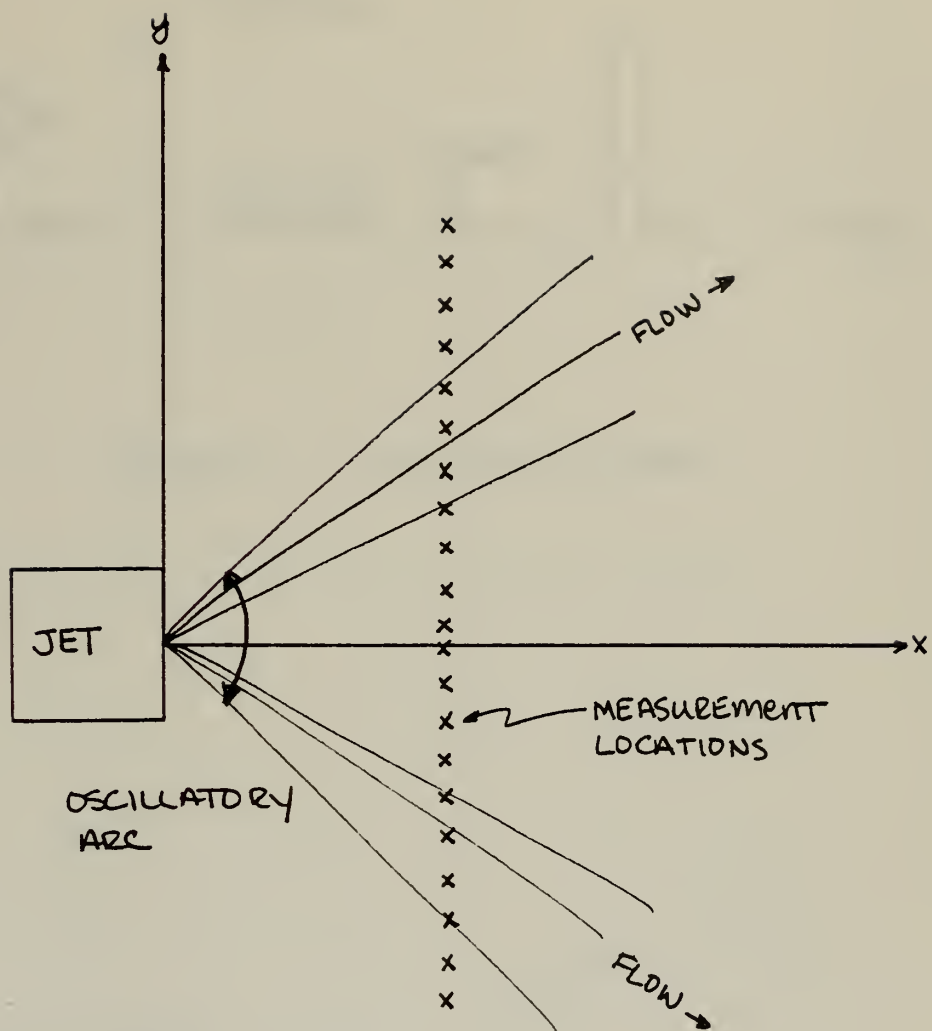 y
FLOW →
JET
x
MEASUREMENT
LOCATIONS
OSCILLATORY
ARC
FLOW →